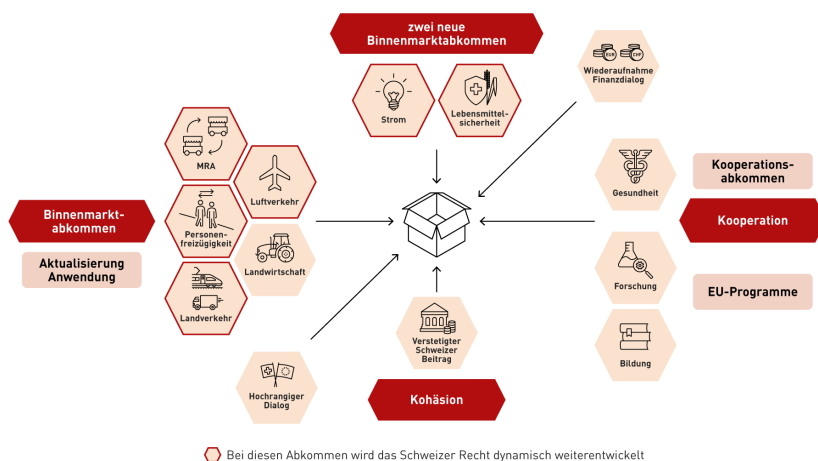 zwei neue
Binnenmarktabkommen
EUR
CHF
Wiederaufnahme
Finanzdialog
Strom
Lebensmittel-
sicherheit
MRA
Luftverkehr
Gesundheit
Kooperations-
abkommen
Binnenmarkt-
abkommen
Personen-
freizügigkeit
Kooperation
Aktualisierung
Anwendung
Landwirtschaft
Landverkehr
Forschung
EU-Programme
Verstetigter
Schweizer
Beitrag
Bildung
Hochrangiger
Dialog
Kohäsion
Bei diesen Abkommen wird das Schweizer Recht dynamisch weiterentwickelt